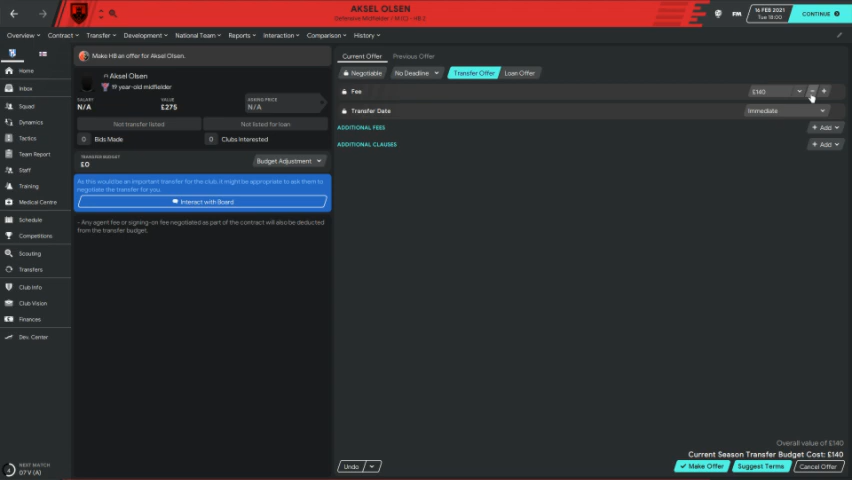 AKSEL OLSEN
Defensive Midfielder / M (C) - HB 2
16 FEB 2021
Tue 18:00
FM
CONTINUE
Overview
Contract
Transfer
Development
National Team
Reports
Interaction
Comparison
History
Home
Inbox
Squad
Dynamics
Tactics
Team Report
Staff
Training
Medical Centre
Schedule
Competitions
Scouting
Transfers
Club Info
Club Vision
Finances
Dev. Center
NEXT MATCH
07 V (A)
Make HB an offer for Aksel Olsen.
Aksel Olsen
19 year-old midfielder
SALARY
N/A
VALUE
£275
ASKING PRICE
N/A
Not transfer listed
Not listed for loan
0 Bids Made
0 Clubs Interested
TRANSFER BUDGET
£0
Budget Adjustment
As this would be an important transfer for the club, it might be appropriate to ask them to
negotiate the transfer for you.
Interact with Board
- Any agent fee or signing-on fee negotiated as part of the contract will also be deducted
from the transfer budget.
Current Offer
Previous Offer
Negotiable
No Deadline
Transfer Offer
Loan Offer
Fee
£140
Transfer Date
Immediate
ADDITIONAL FEES
+ Add
ADDITIONAL CLAUSES
+ Add
Overall value of £140
Current Season Transfer Budget Cost: £140
Undo
Make Offer
Suggest Terms
Cancel Offer